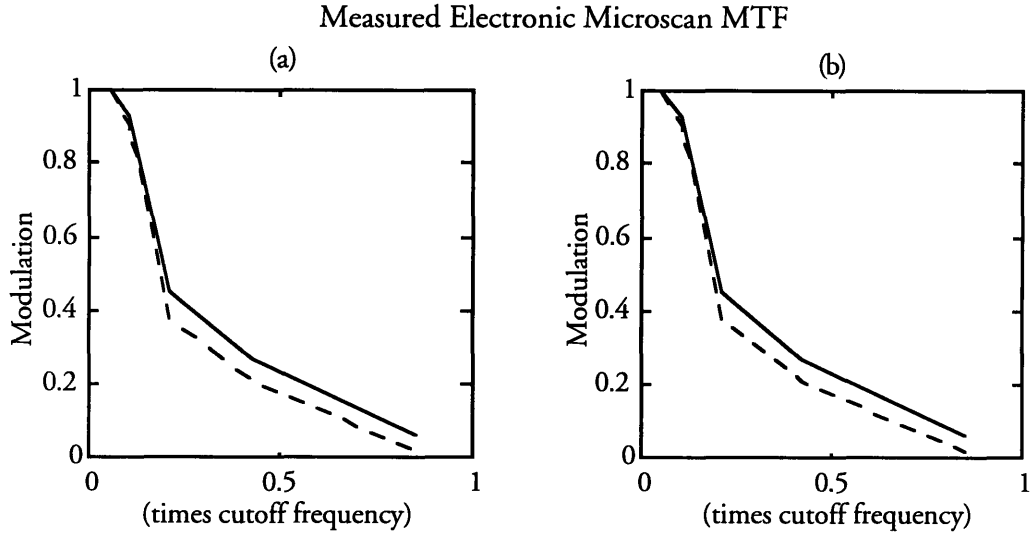 Measured Electronic Microscan MTF
(a)
1
0.8
0.6
0.4
0.2
0
Modulation
0
0.5
1
(times cutoff frequency)
(b)
1
0.8
0.6
0.4
0.2
0
Modulation
0
0.5
1
(times cutoff frequency)